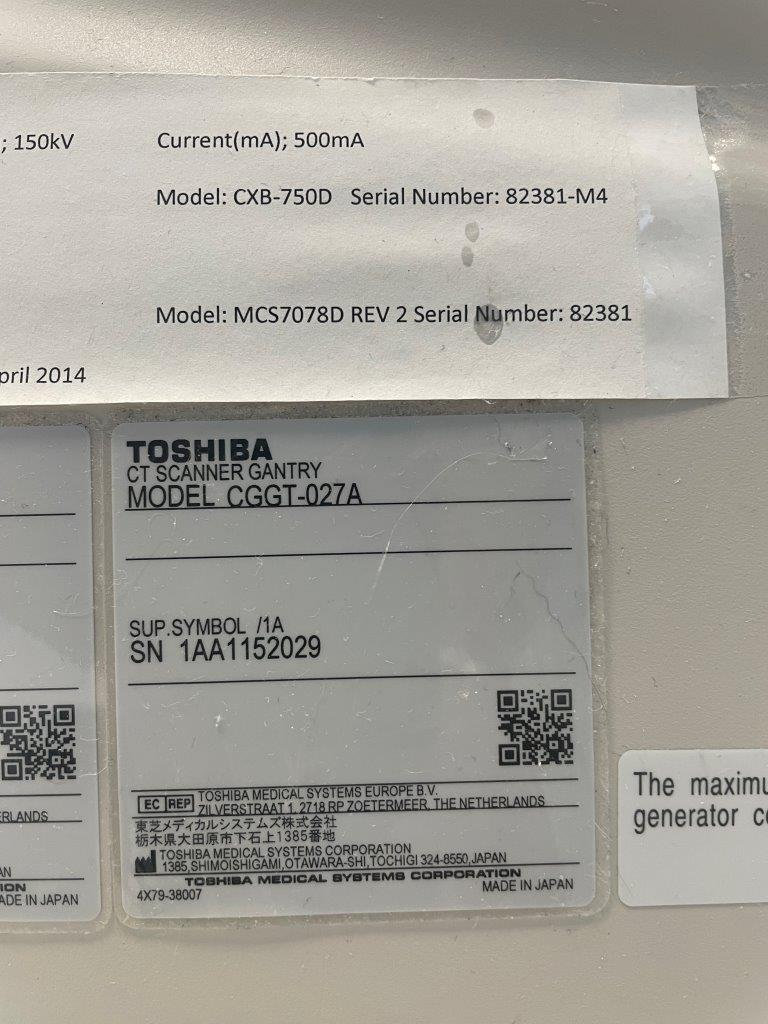 ; 150kV Current(mA); 500mA
Model: CXB-750D Serial Number: 82381-M4
Model: MCS7078D REV 2 Serial Number: 82381
pril 2014
TOSHIBA
CT SCANNER GANTRY
MODEL CGGT-027A
SUP.SYMBOL /1A
SN 1AA1152029
EC REP TOSHIBA MEDICAL SYSTEMS EUROPE B.V.
ZILVERSTRAAT 1, 2718 RP ZOETERMEER, THE NETHERLANDS
東芝メディカルシステムズ株式会社
栃木県大田原市下石上1385番地
TOSHIBA MEDICAL SYSTEMS CORPORATION
1385,SHIMOISHIGAMI,OTAWARA-SHI,TOCHIGI 324-8550,JAPAN
TOSHIBA MEDICAL SYSTEMS CORPORATION
4X79-38007 MADE IN JAPAN
ERLANDS
AN
ION
ADE IN JAPAN
The maximu
generator co